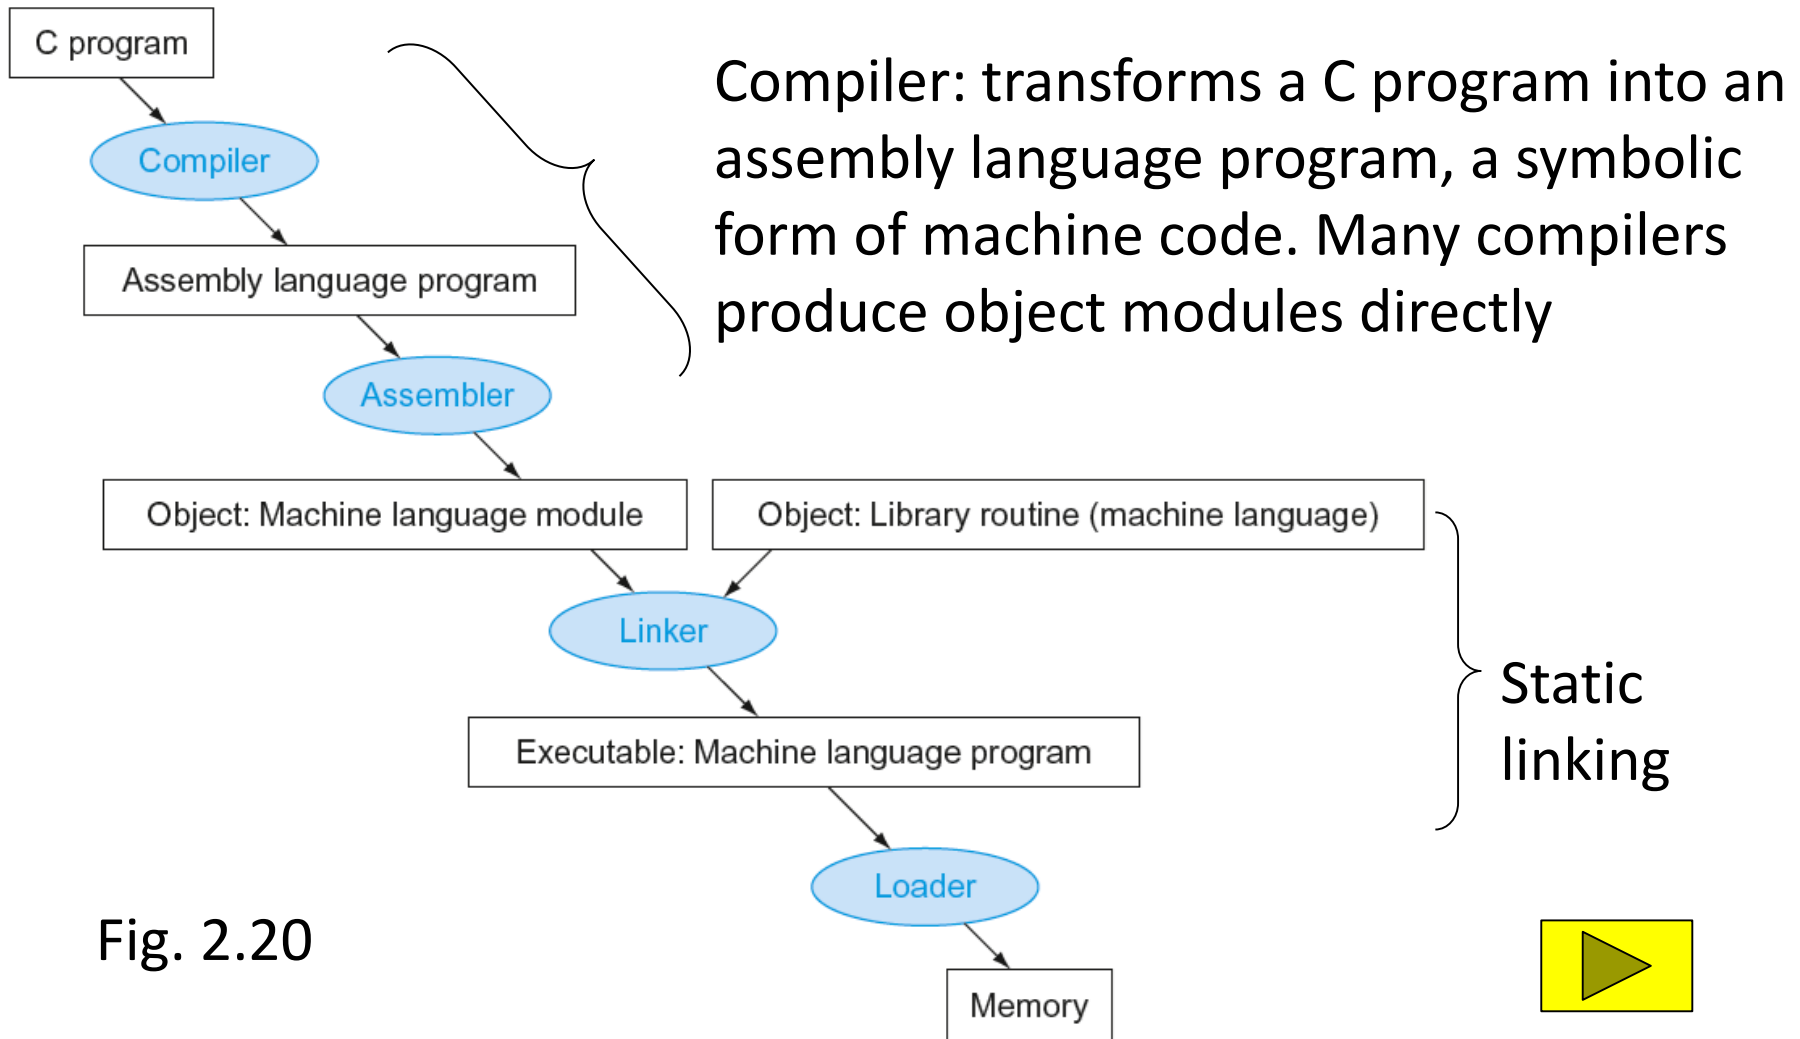 C program
Compiler: transforms a C program into an
assembly language program, a symbolic
form of machine code. Many compilers
produce object modules directly
Compiler
Assembly language program
Assembler
Object: Machine language module
Object: Library routine (machine language)
Linker
Static
linking
Executable: Machine language program
Loader
Fig. 2.20
Memory